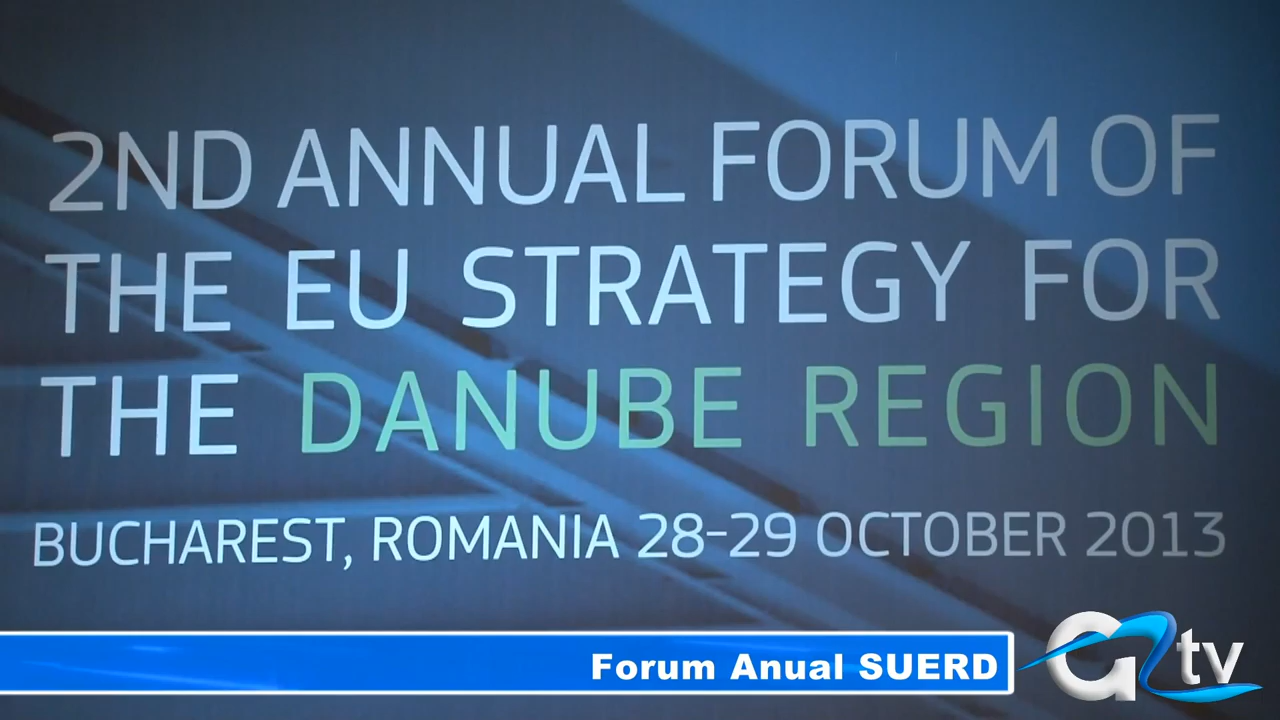 2ND ANNUAL FORUM OF
THE EU STRATEGY FOR
THE DANUBE REGION
BUCHAREST, ROMANIA 28-29 OCTOBER 2013
Forum Anual SUERD
tv